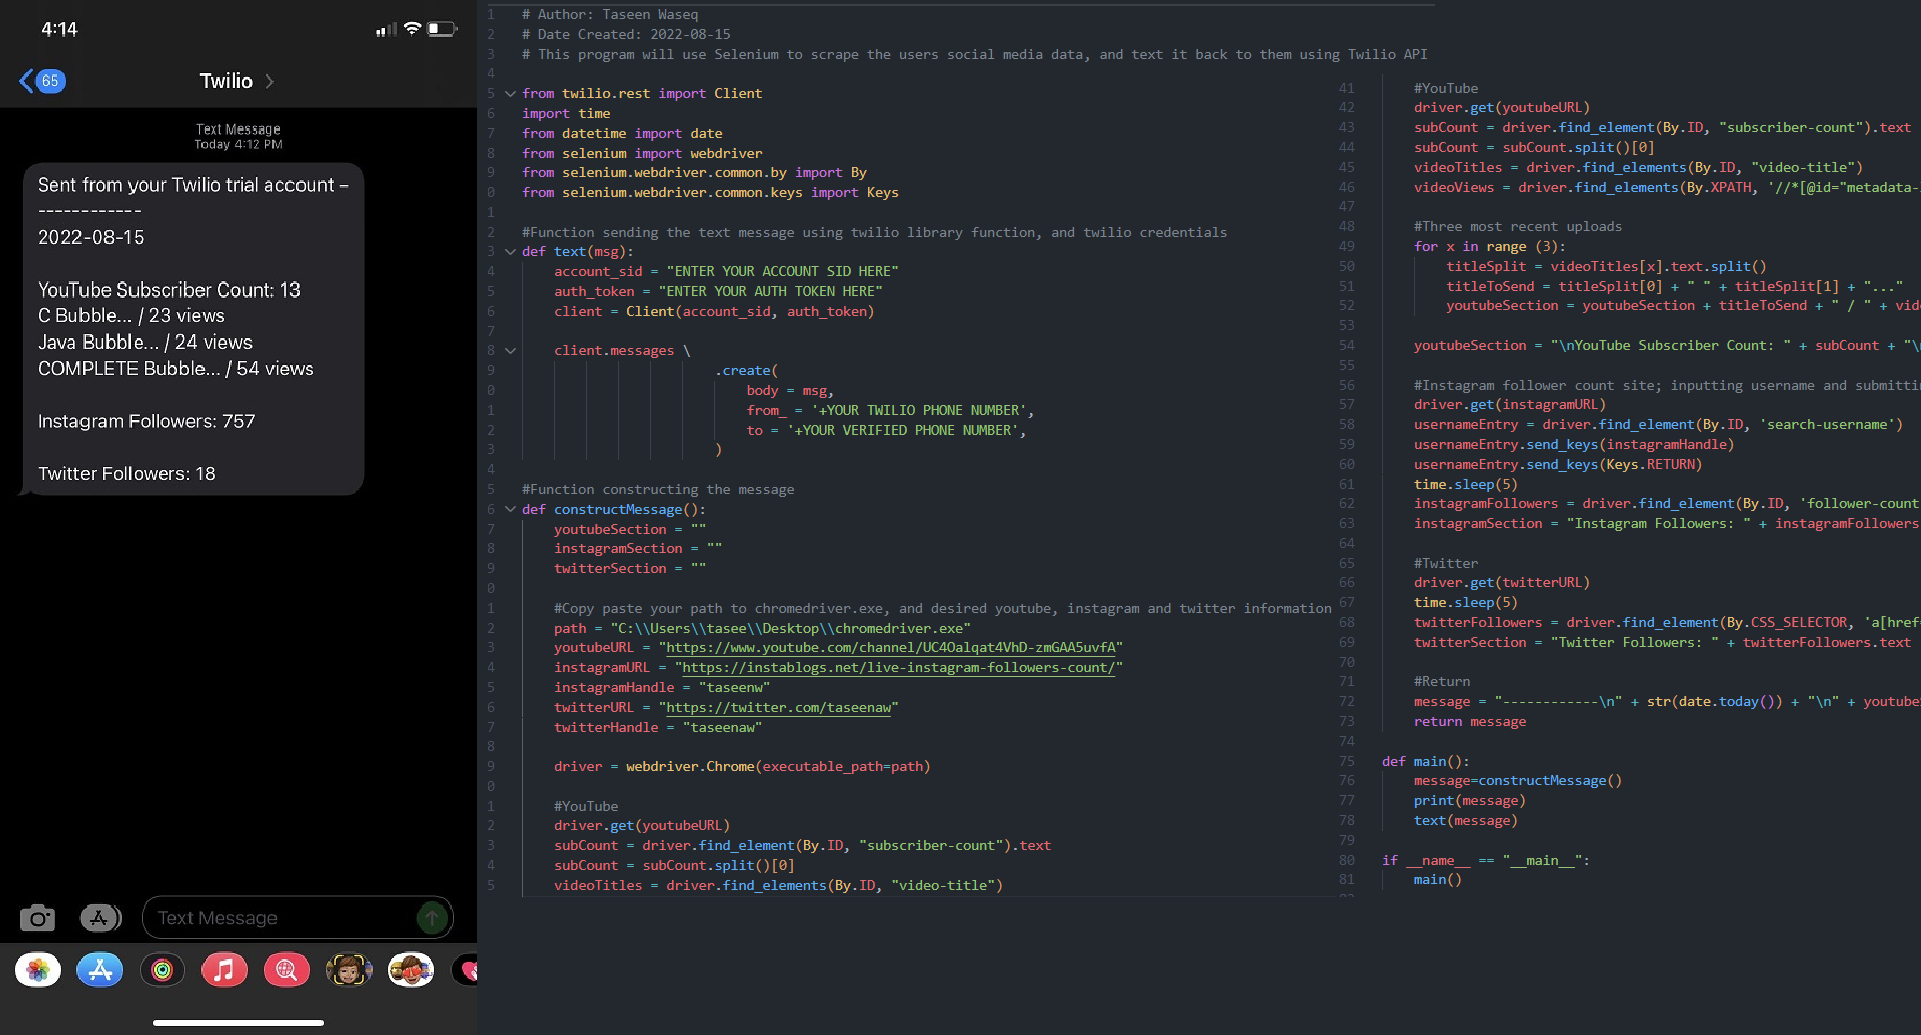 4:14
65
Twilio
Text Message
Today 4:12 PM
Sent from your Twilio trial account –
------------
2022-08-15
YouTube Subscriber Count: 13
C Bubble... / 23 views
Java Bubble... / 24 views
COMPLETE Bubble... / 54 views
Instagram Followers: 757
Twitter Followers: 18
Text Message
1 # Author: Taseen Waseq
2 # Date Created: 2022-08-15
3 # This program will use Selenium to scrape the users social media data, and text it back to them using Twilio API
4
5 from twilio.rest import Client
6 import time
7 from datetime import date
8 from selenium import webdriver
9 from selenium.webdriver.common.by import By
0 from selenium.webdriver.common.keys import Keys
1
2 #Function sending the text message using twilio library function, and twilio credentials
3 def text(msg):
4 account_sid = "ENTER YOUR ACCOUNT SID HERE"
5 auth_token = "ENTER YOUR AUTH TOKEN HERE"
6 client = Client(account_sid, auth_token)
7
8 client.messages \
9 .create(
0 body = msg,
1 from_ = '+YOUR TWILIO PHONE NUMBER',
2 to = '+YOUR VERIFIED PHONE NUMBER',
3 )
4
5 #Function constructing the message
6 def constructMessage():
7 youtubeSection = ""
8 instagramSection = ""
9 twitterSection = ""
0
1 #Copy paste your path to chromedriver.exe, and desired youtube, instagram and twitter information
2 path = "C:\\Users\\tasee\\Desktop\\chromedriver.exe"
3 youtubeURL = "https://www.youtube.com/channel/UC4Oalqat4VhD-zmGAA5uvfA"
4 instagramURL = "https://instablogs.net/live-instagram-followers-count/"
5 instagramHandle = "taseenw"
6 twitterURL = "https://twitter.com/taseenaw"
7 twitterHandle = "taseenaw"
8
9 driver = webdriver.Chrome(executable_path=path)
0
1 #YouTube
2 driver.get(youtubeURL)
3 subCount = driver.find_element(By.ID, "subscriber-count").text
4 subCount = subCount.split()[0]
5 videoTitles = driver.find_elements(By.ID, "video-title")
41 #YouTube
42 driver.get(youtubeURL)
43 subCount = driver.find_element(By.ID, "subscriber-count").text
44 subCount = subCount.split()[0]
45 videoTitles = driver.find_elements(By.ID, "video-title")
46 videoViews = driver.find_elements(By.XPATH, '//*[@id="metadata-
47
48 #Three most recent uploads
49 for x in range (3):
50 titleSplit = videoTitles[x].text.split()
51 titleToSend = titleSplit[0] + " " + titleSplit[1] + "..."
52 youtubeSection = youtubeSection + titleToSend + " / " + vid
53
54 youtubeSection = "\nYouTube Subscriber Count: " + subCount + "\
55
56 #Instagram follower count site; inputting username and submitti
57 driver.get(instagramURL)
58 usernameEntry = driver.find_element(By.ID, 'search-username')
59 usernameEntry.send_keys(instagramHandle)
60 usernameEntry.send_keys(Keys.RETURN)
61 time.sleep(5)
62 instagramFollowers = driver.find_element(By.ID, 'follower-count
63 instagramSection = "Instagram Followers: " + instagramFollowers
64
65 #Twitter
66 driver.get(twitterURL)
67 time.sleep(5)
68 twitterFollowers = driver.find_element(By.CSS_SELECTOR, 'a[href=
69 twitterSection = "Twitter Followers: " + twitterFollowers.text
70
71 #Return
72 message = "------------\n" + str(date.today()) + "\n" + youtube
73 return message
74
75 def main():
76 message=constructMessage()
77 print(message)
78 text(message)
79
80 if __name__ == "__main__":
81 main()